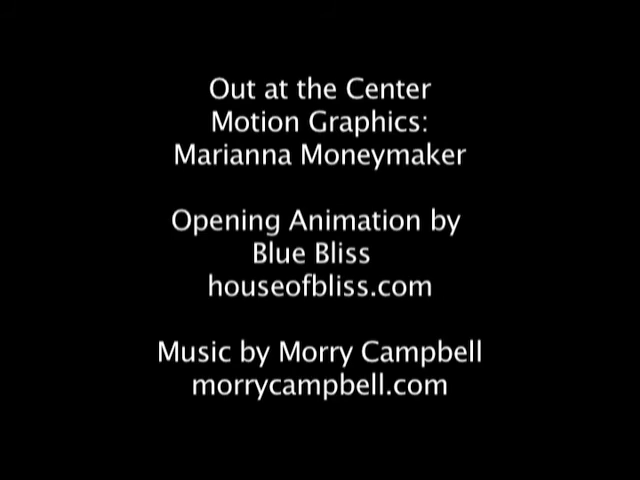 Out at the Center
Motion Graphics:
Marianna Moneymaker
Opening Animation by
Blue Bliss
houseofbliss.com
Music by Morry Campbell
morrycampbell.com